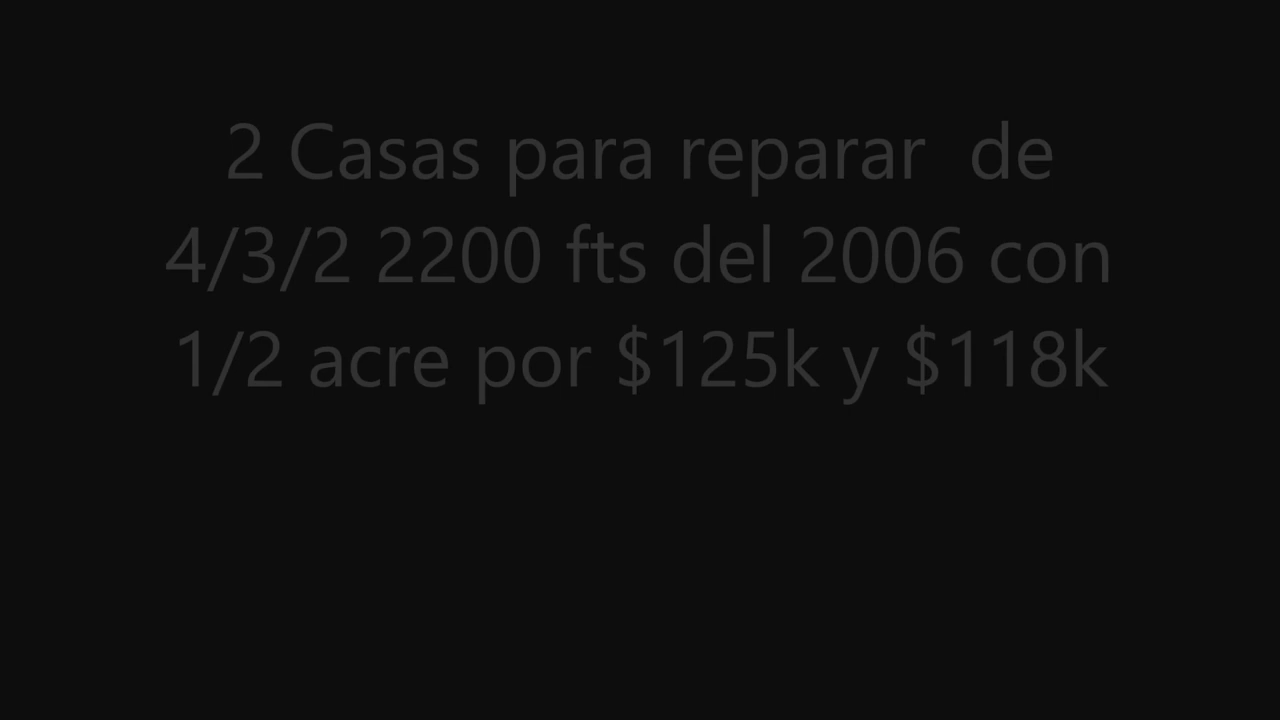 2 Casas para reparar  de
4/3/2 2200 fts del 2006 con
1/2 acre por $125k y $118k